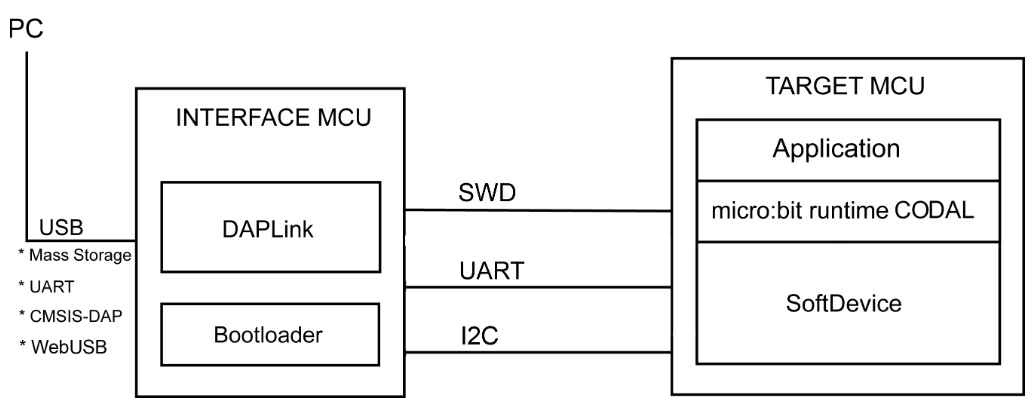 PC
USB
* Mass Storage
* UART
* CMSIS-DAP
* WebUSB
INTERFACE MCU
DAPLink
Bootloader
SWD
UART
I2C
TARGET MCU
Application
micro:bit runtime CODAL
SoftDevice